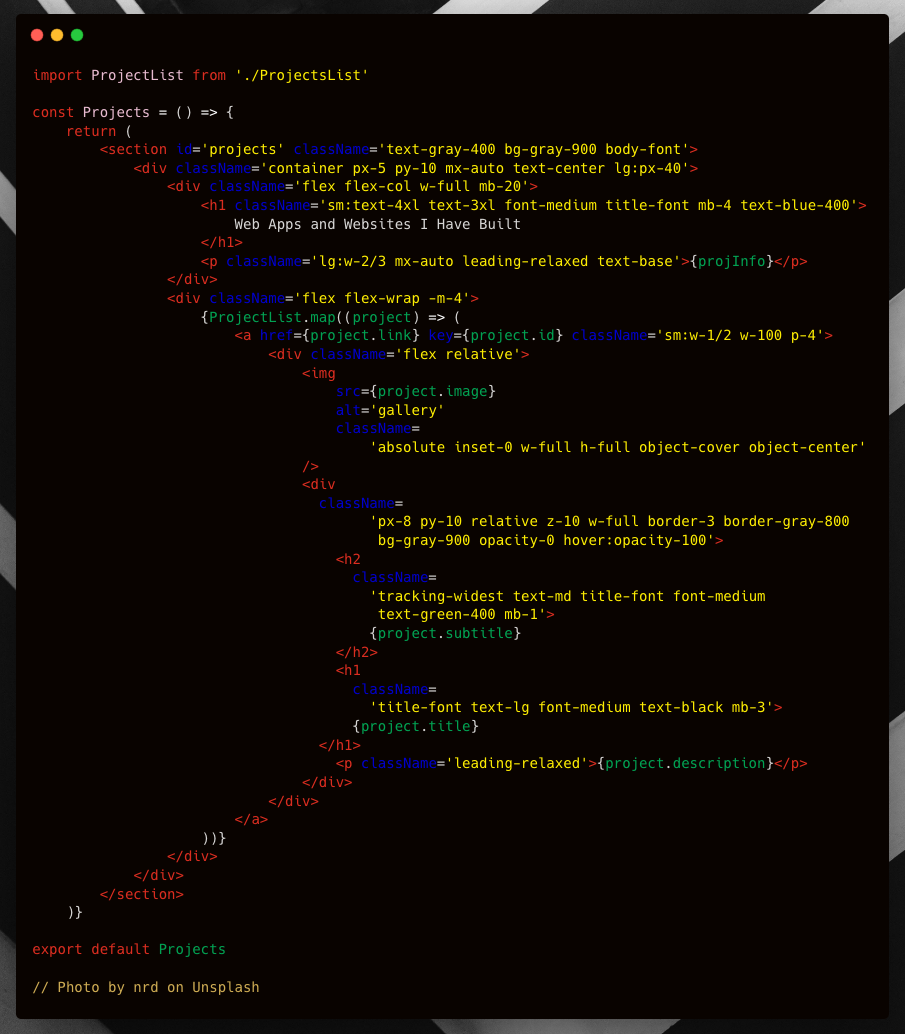 import ProjectList from './ProjectsList'

const Projects = () => {
    return (
        <section id='projects' className='text-gray-400 bg-gray-900 body-font'>
            <div className='container px-5 py-10 mx-auto text-center lg:px-40'>
                <div className='flex flex-col w-full mb-20'>
                    <h1 className='sm:text-4xl text-3xl font-medium title-font mb-4 text-blue-400'>
                        Web Apps and Websites I Have Built
                    </h1>
                    <p className='lg:w-2/3 mx-auto leading-relaxed text-base'>{projInfo}</p>
                </div>
                <div className='flex flex-wrap -m-4'>
                    {ProjectList.map((project) => (
                        <a href={project.link} key={project.id} className='sm:w-1/2 w-100 p-4'>
                            <div className='flex relative'>
                                <img
                                    src={project.image}
                                    alt='gallery'
                                    className=
                                        'absolute inset-0 w-full h-full object-cover object-center'
                                />
                                <div
                                  className=
                                        'px-8 py-10 relative z-10 w-full border-3 border-gray-800
                                         bg-gray-900 opacity-0 hover:opacity-100'>
                                    <h2
                                      className=
                                        'tracking-widest text-md title-font font-medium
                                         text-green-400 mb-1'>
                                        {project.subtitle}
                                    </h2>
                                    <h1
                                      className=
                                        'title-font text-lg font-medium text-black mb-3'>
                                      {project.title}
                                  </h1>
                                    <p className='leading-relaxed'>{project.description}</p>
                                </div>
                            </div>
                        </a>
                    ))}
                </div>
            </div>
        </section>
    )}

export default Projects

// Photo by nrd on Unsplash